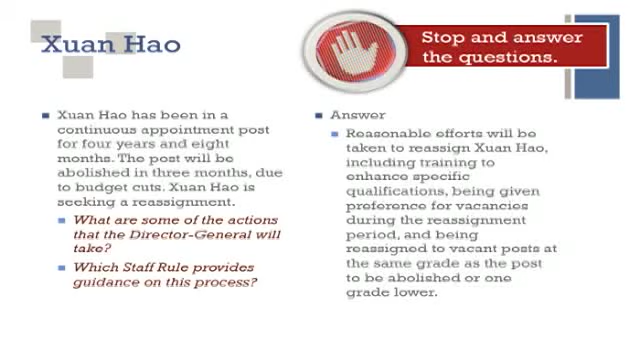 Xuan Hao
Stop and answer
the questions.
Xuan Hao has been in a
continuous appointment post
for four years and eight
months. The post will be
abolished in three months, due
to budget cuts. Xuan Hao is
seeking a reassignment.
What are some of the actions
that the Director-General will
take?
Which Staff Rule provides
guidance on this process?
Answer
Reasonable efforts will be
taken to reassign Xuan Hao,
including training to
enhance specific
qualifications, being given
preference for vacancies
during the reassignment
period, and being
reassigned to vacant posts at
the same grade as the post
to be abolished or one
grade lower.